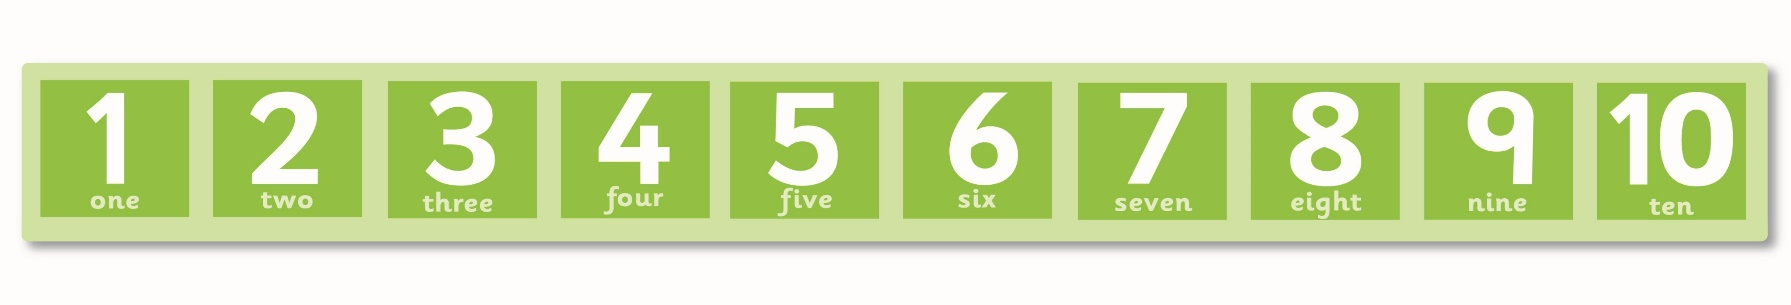 1 2 3 4 5 6 7 8 9 10
one two three four five six seven eight nine ten